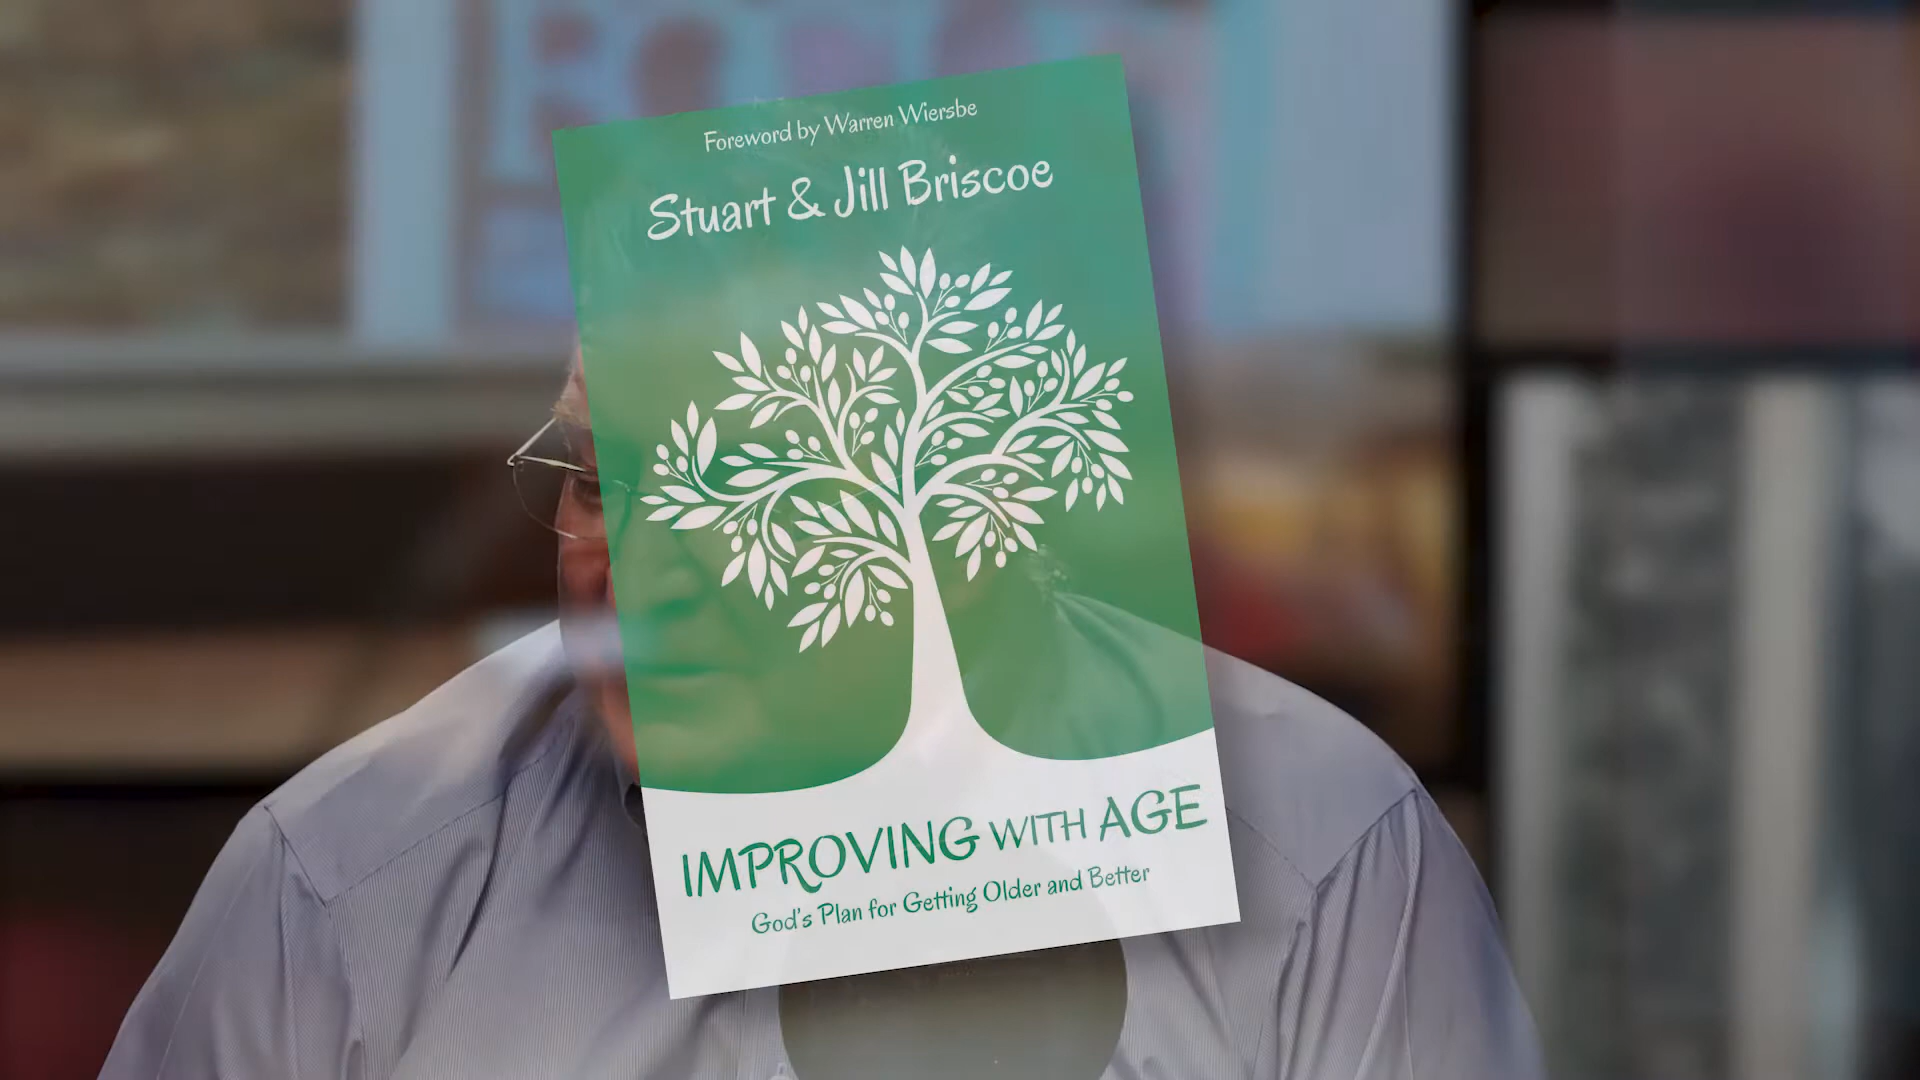 Foreword by Warren Wiersbe
Stuart & Jill Briscoe
IMPROVING WITH AGE
God's Plan for Getting Older and Better